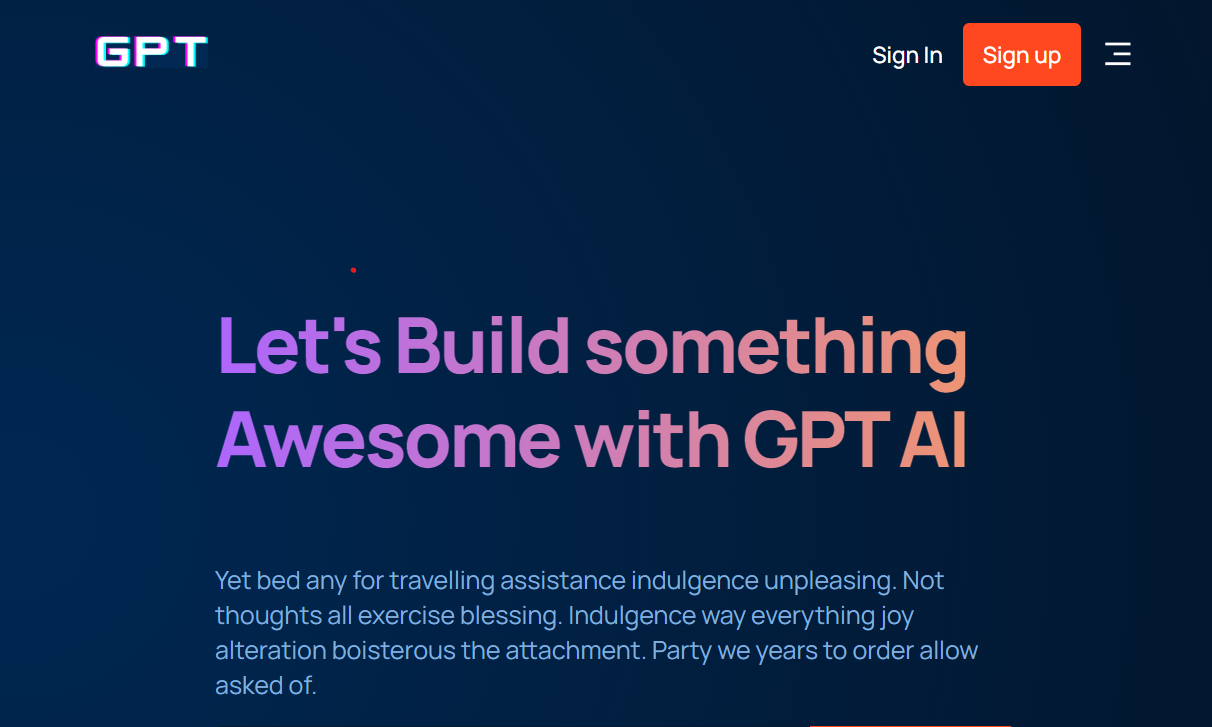 GPT
Sign In
Sign up
Let's Build something
Awesome with GPT AI
Yet bed any for travelling assistance indulgence unpleasing. Not
thoughts all exercise blessing. Indulgence way everything joy
alteration boisterous the attachment. Party we years to order allow
asked of.